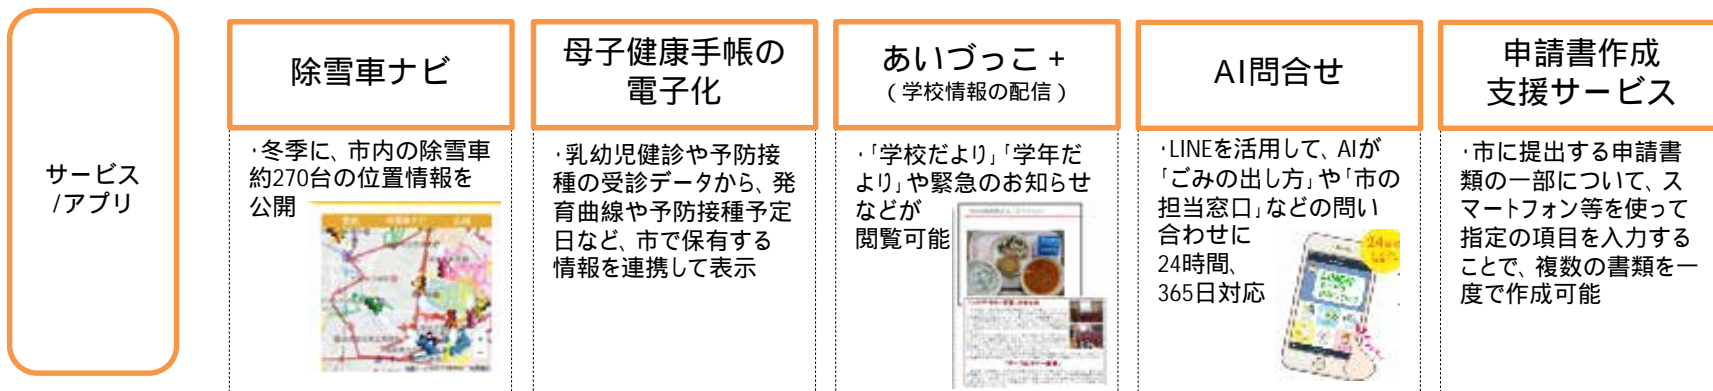 サービス
/アプリ
除雪車ナビ
・冬季に、市内の除雪車
約270台の位置情報を
公開
母子健康手帳の
電子化
・乳幼児健診や予防接
種の受診データから、発
育曲線や予防接種予定
日など、市で保有する
情報を連携して表示
あいづっこ+
(学校情報の配信)
・「学校だより」「学年だ
より」や緊急のお知らせ
などが
閲覧可能
AI問合せ
・LINEを活用して、AIが
「ごみの出し方」や「市の
担当窓口」などの問い
合わせに
24時間、
365日対応
申請書作成
支援サービス
・市に提出する申請書
類の一部について、ス
マートフォン等を使って
指定の項目を入力する
ことで、複数の書類を一
度で作成可能